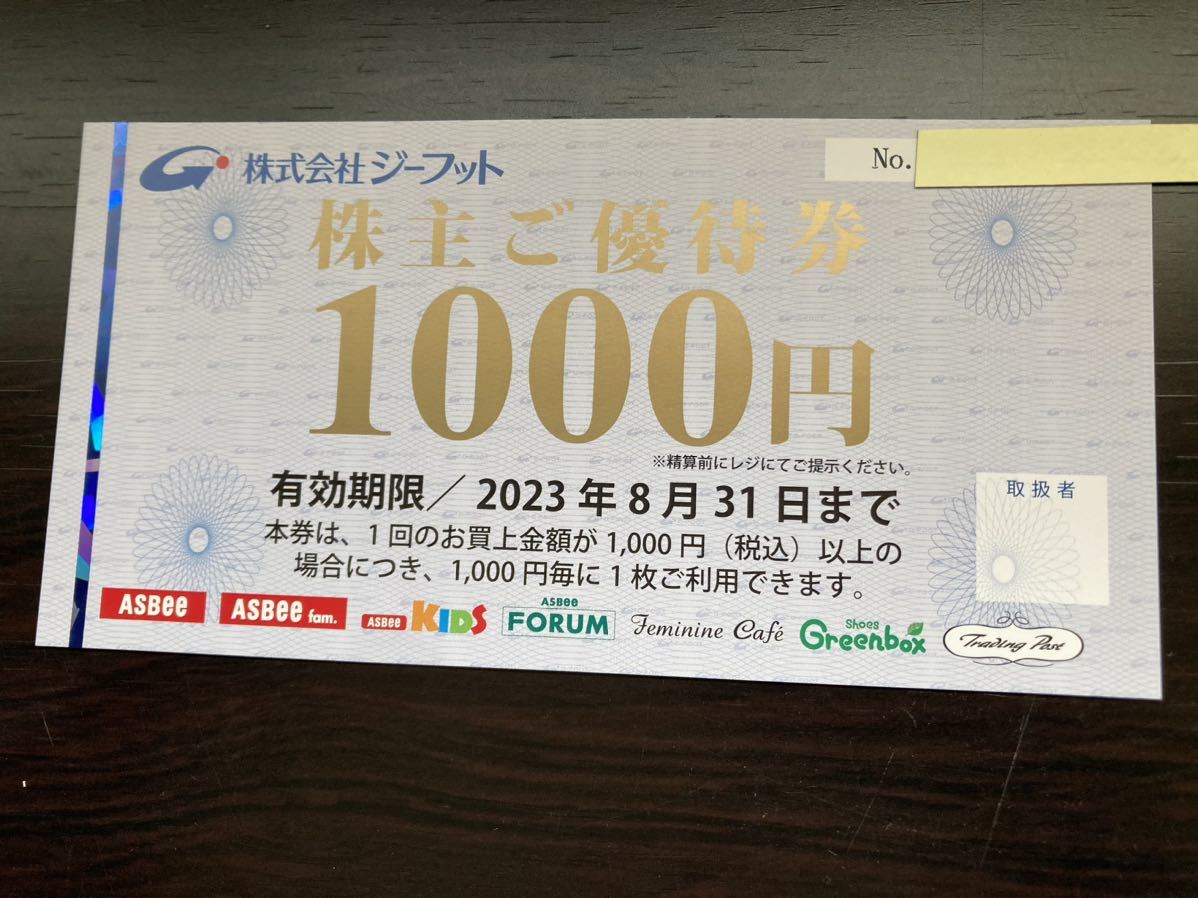 株式会社ジーフット
No.
株主ご優待券
1000円
※精算前にレジにてご提示ください。
有効期限／2023年8月31日まで
取扱者
本券は、1回のお買上金額が1,000円（税込）以上の
場合につき、1,000円毎に1枚ご利用できます。
ASBee
ASBee fam.
ASBee KIDS
ASBee
FORUM
Feminine Café
Shoes
Greenbox
Trading Post